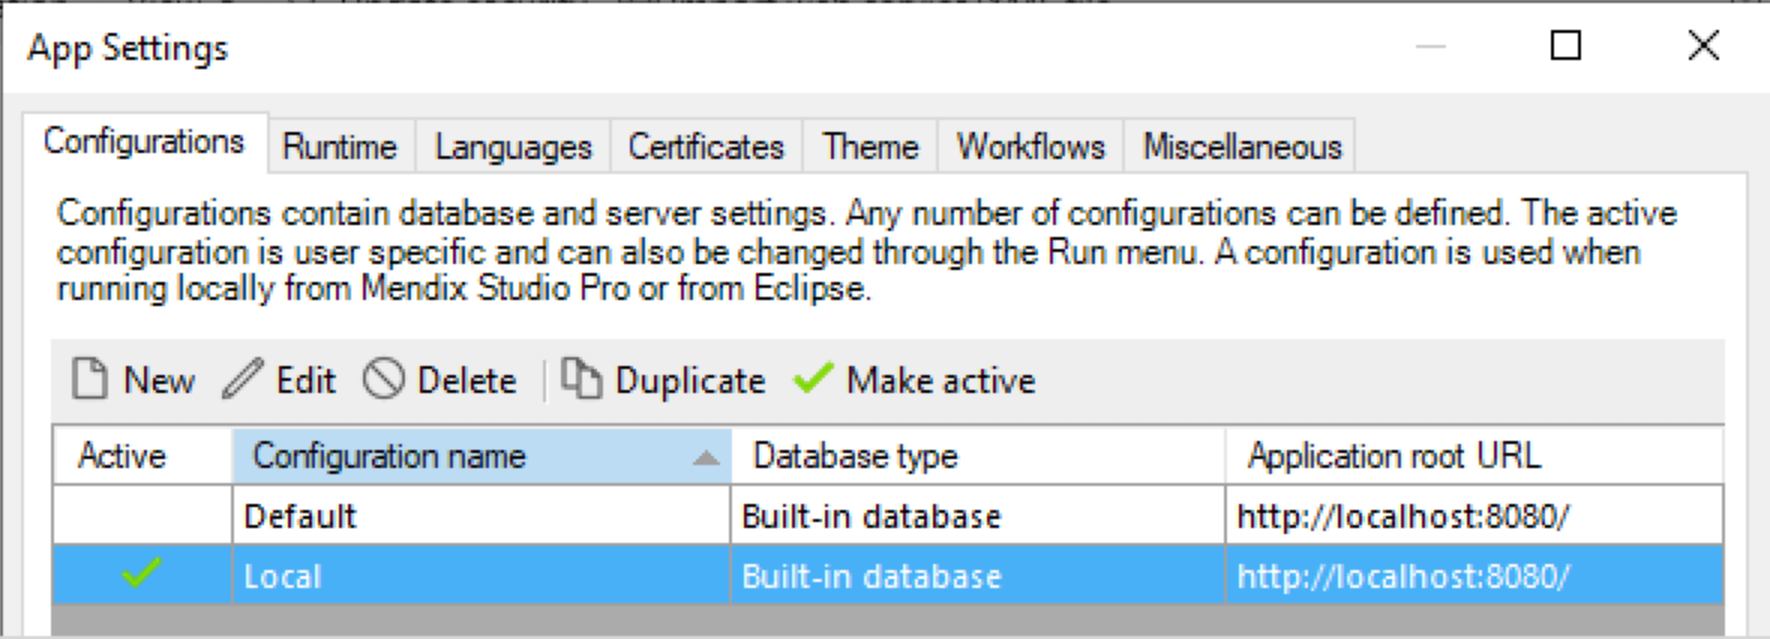 App Settings
Configurations Runtime Languages Certificates Theme Workflows Miscellaneous
Configurations contain database and server settings. Any number of configurations can be defined. The active
configuration is user specific and can also be changed through the Run menu. A configuration is used when
running locally from Mendix Studio Pro or from Eclipse.
New Edit Delete Duplicate Make active
Active Configuration name Database type Application root URL
Default Built-in database http://localhost:8080/
Local Built-in database http://localhost:8080/